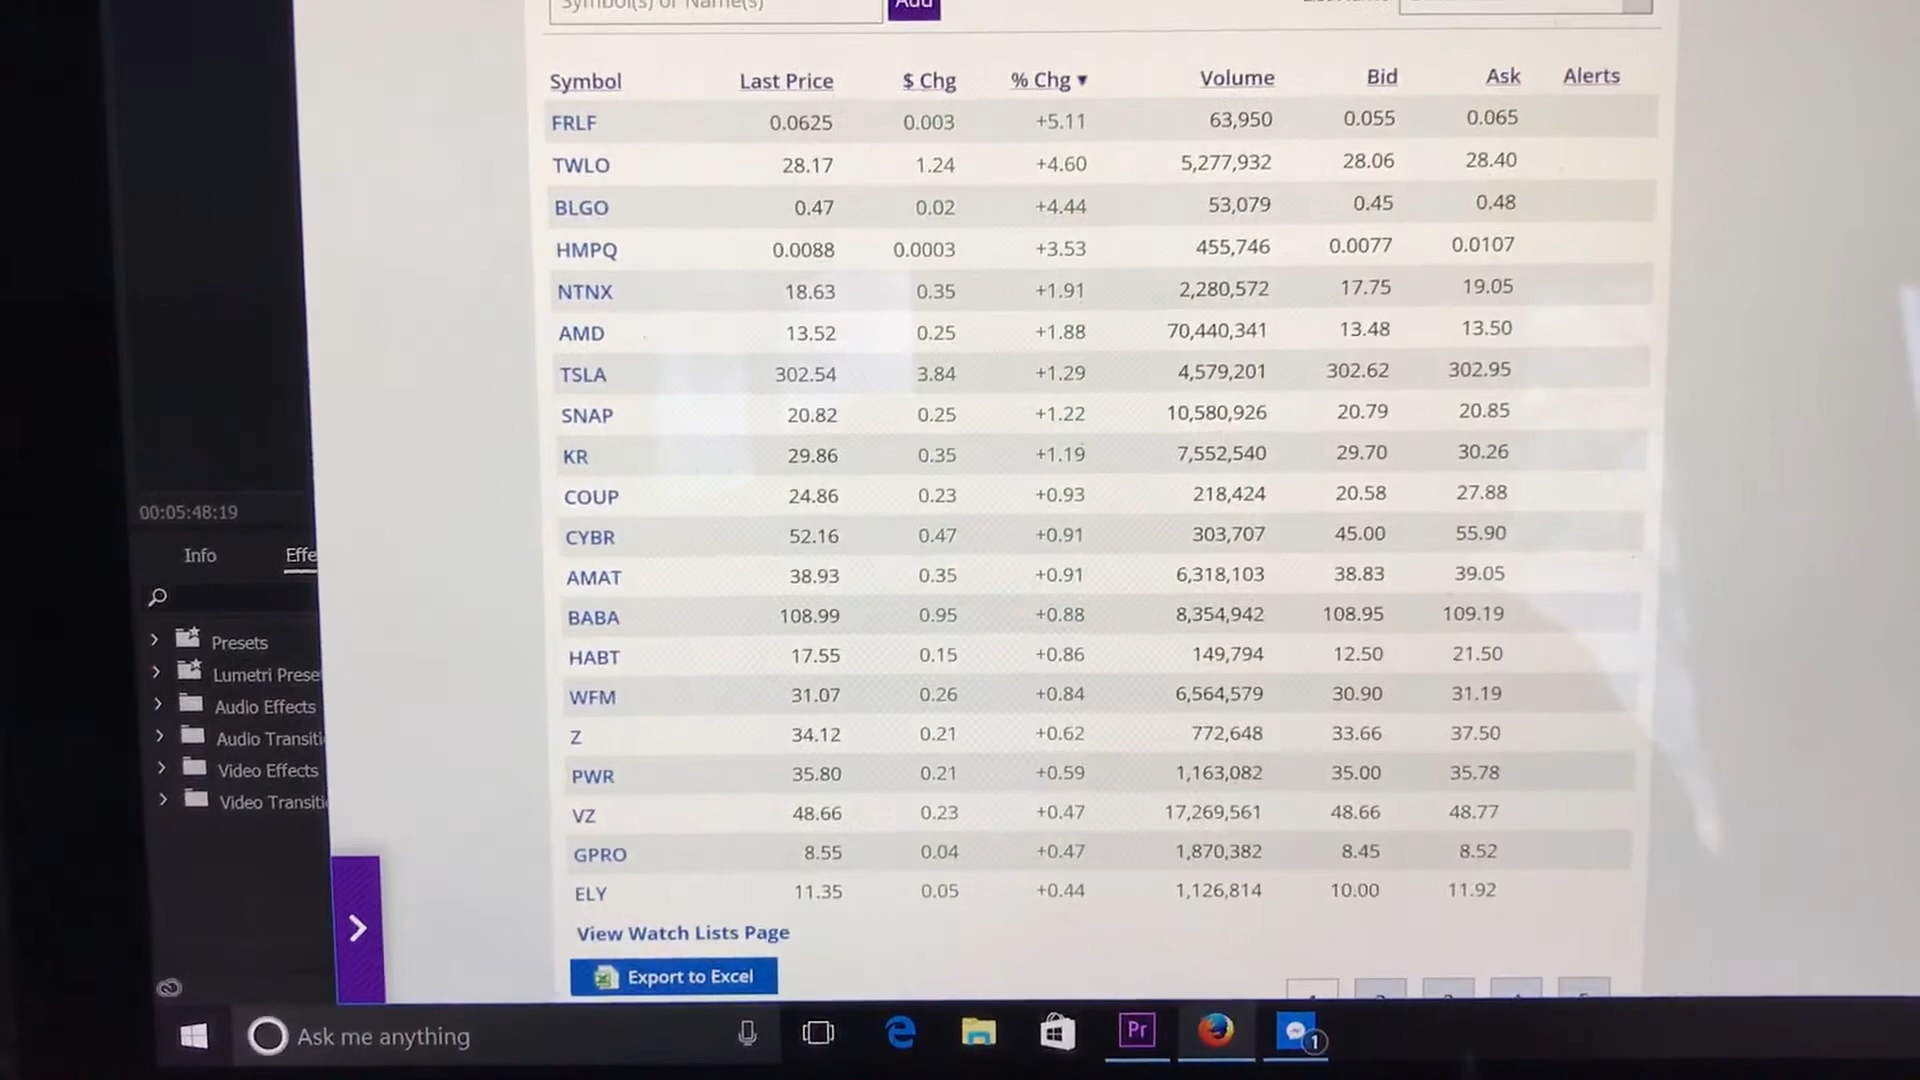 Symbol(s) or Name(s) Add
Symbol Last Price $ Chg % Chg ▼ Volume Bid Ask Alerts
FRLF 0.0625 0.003 +5.11 63,950 0.055 0.065
TWLO 28.17 1.24 +4.60 5,277,932 28.06 28.40
BLGO 0.47 0.02 +4.44 53,079 0.45 0.48
HMPQ 0.0088 0.0003 +3.53 455,746 0.0077 0.0107
NTNX 18.63 0.35 +1.91 2,280,572 17.75 19.05
AMD 13.52 0.25 +1.88 70,440,341 13.48 13.50
TSLA 302.54 3.84 +1.29 4,579,201 302.62 302.95
SNAP 20.82 0.25 +1.22 10,580,926 20.79 20.85
KR 29.86 0.35 +1.19 7,552,540 29.70 30.26
COUP 24.86 0.23 +0.93 218,424 20.58 27.88
CYBR 52.16 0.47 +0.91 303,707 45.00 55.90
AMAT 38.93 0.35 +0.91 6,318,103 38.83 39.05
BABA 108.99 0.95 +0.88 8,354,942 108.95 109.19
HABT 17.55 0.15 +0.86 149,794 12.50 21.50
WFM 31.07 0.26 +0.84 6,564,579 30.90 31.19
Z 34.12 0.21 +0.62 772,648 33.66 37.50
PWR 35.80 0.21 +0.59 1,163,082 35.00 35.78
VZ 48.66 0.23 +0.47 17,269,561 48.66 48.77
GPRO 8.55 0.04 +0.47 1,870,382 8.45 8.52
ELY 11.35 0.05 +0.44 1,126,814 10.00 11.92
View Watch Lists Page
Export to Excel
00:05:48:19
Info Effe
Presets
Lumetri Prese
Audio Effects
Audio Transiti
Video Effects
Video Transiti
Ask me anything
Pr
1